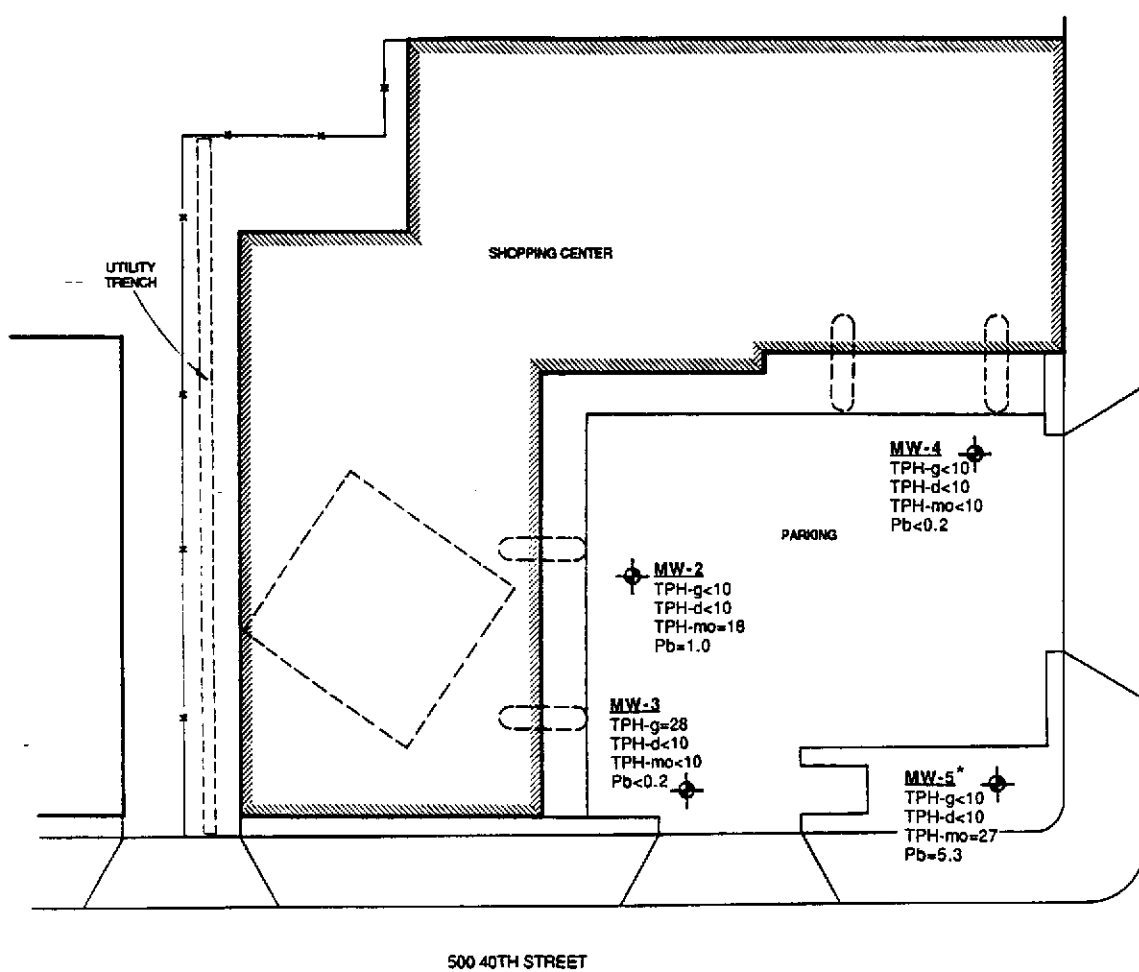 SHOPPING CENTER
UTILITY
TRENCH
MW-4
TPH-g<10
TPH-d<10
TPH-mo<10
Pb<0.2
PARKING
MW-2
TPH-g<10
TPH-d<10
TPH-mo=18
Pb=1.0
MW-3
TPH-g=28
TPH-d<10
TPH-mo<10
Pb<0.2
MW-5*
TPH-g<10
TPH-d<10
TPH-mo=27
Pb=5.3
500 40TH STREET